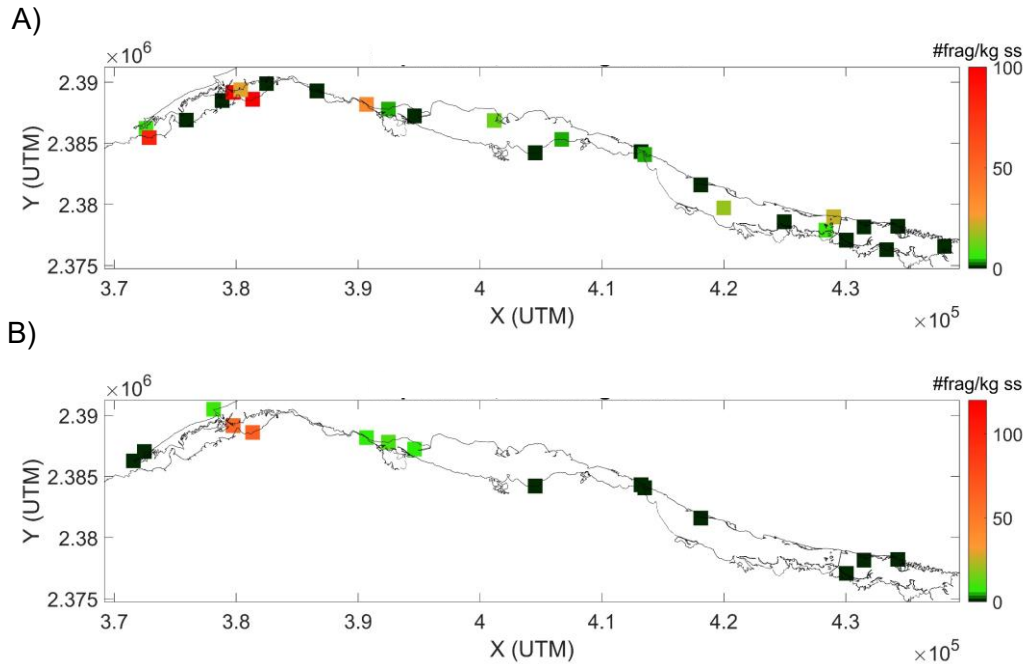 A)
×10⁶
#frag/kg ss
2.39
2.385
2.38
2.375
Y (UTM)
100
50
0
3.7 3.8 3.9 4 4.1 4.2 4.3
X (UTM)
×10⁵
B)
×10⁶
#frag/kg ss
2.39
2.385
2.38
2.375
Y (UTM)
100
50
0
3.7 3.8 3.9 4 4.1 4.2 4.3
X (UTM)
×10⁵